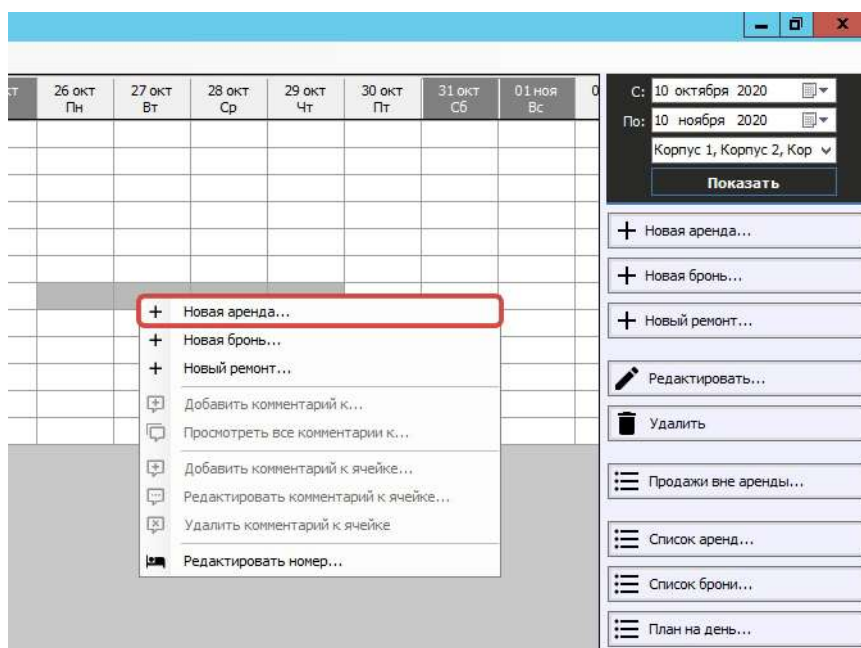 кт
26 окт
Пн
27 окт
Вт
28 окт
Ср
29 окт
Чт
30 окт
Пт
31 окт
Сб
01 ноя
Вс
0
С: 10 октября 2020
По: 10 ноября 2020
Корпус 1, Корпус 2, Кор
Показать
Новая аренда...
Новая бронь...
Новый ремонт...
Редактировать...
Удалить
Продажи вне аренды...
Список аренд...
Список брони...
План на день...
Новая аренда...
Новая бронь...
Новый ремонт...
Добавить комментарий к...
Просмотреть все комментарии к...
Добавить комментарий к ячейке...
Редактировать комментарий к ячейке...
Удалить комментарий к ячейке
Редактировать номер...